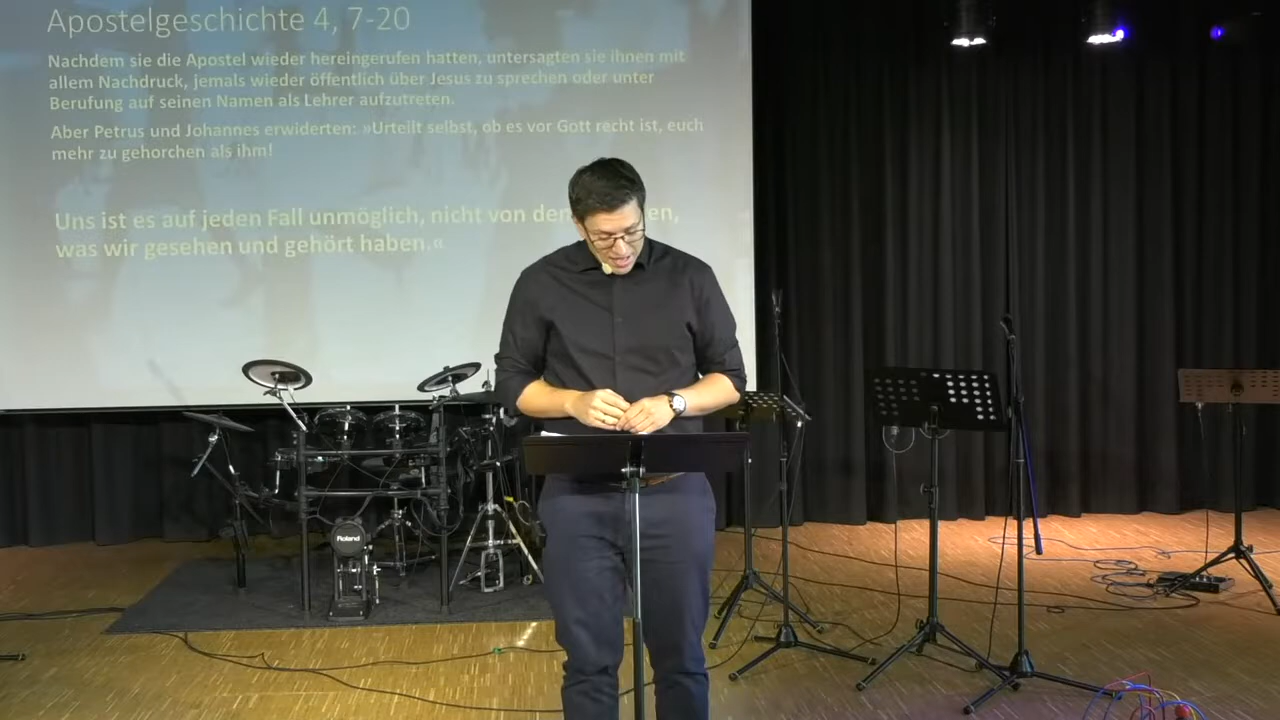 Apostelgeschichte 4, 7-20
Nachdem sie die Apostel wieder hereingerufen hatten, untersagten sie ihnen mit
allem Nachdruck, jemals wieder öffentlich über Jesus zu sprechen oder unter
Berufung auf seinen Namen als Lehrer aufzutreten.
Aber Petrus und Johannes erwiderten: »Urteilt selbst, ob es vor Gott recht ist, euch
mehr zu gehorchen als ihm!
Uns ist es auf jeden Fall unmöglich, nicht von
was wir gesehen und gehört haben.«
Roland